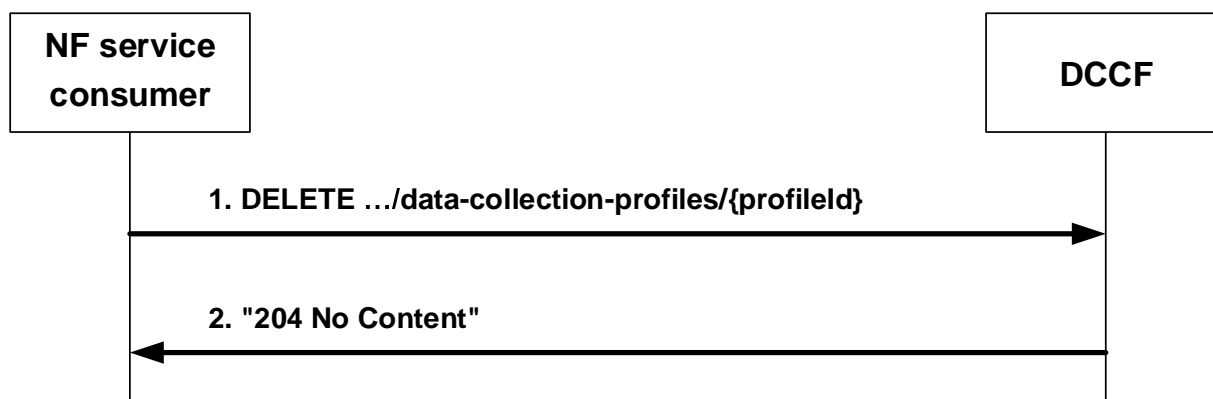 NF service
consumer
DCCF
1. DELETE …/data-collection-profiles/{profileId}
2. "204 No Content"